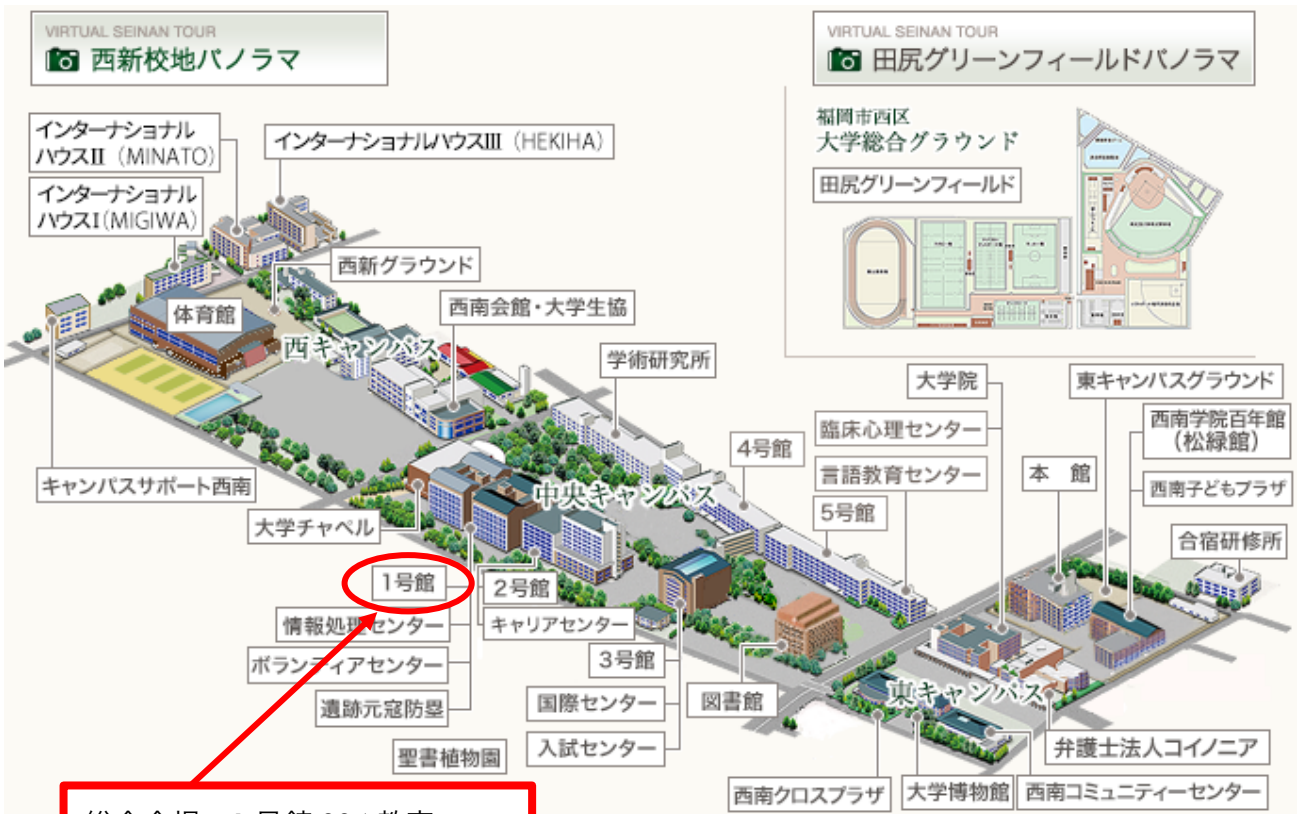 VIRTUAL SEINAN TOUR
西新校地パノラマ
VIRTUAL SEINAN TOUR
田尻グリーンフィールドパノラマ
福岡市西区
大学総合グラウンド
田尻グリーンフィールド
インターナショナル
ハウスⅡ（MINATO）
インターナショナルハウスⅢ（HEKIHA）
インターナショナル
ハウスⅠ(MIGIWA)
西新グラウンド
体育館
西南会館・大学生協
西キャンパス
学術研究所
大学院
東キャンパスグラウンド
臨床心理センター
西南学院百年館
（松緑館）
4号館
言語教育センター
本 館
キャンパスサポート西南
中央キャンパス
西南子どもプラザ
5号館
大学チャペル
合宿研修所
1号館
2号館
情報処理センター
キャリアセンター
ボランティアセンター
3号館
遺跡元寇防塁
国際センター
図書館
東キャンパス
聖書植物園
入試センター
弁護士法人コイノニア
西南クロスプラザ
大学博物館
西南コミュニティーセンター